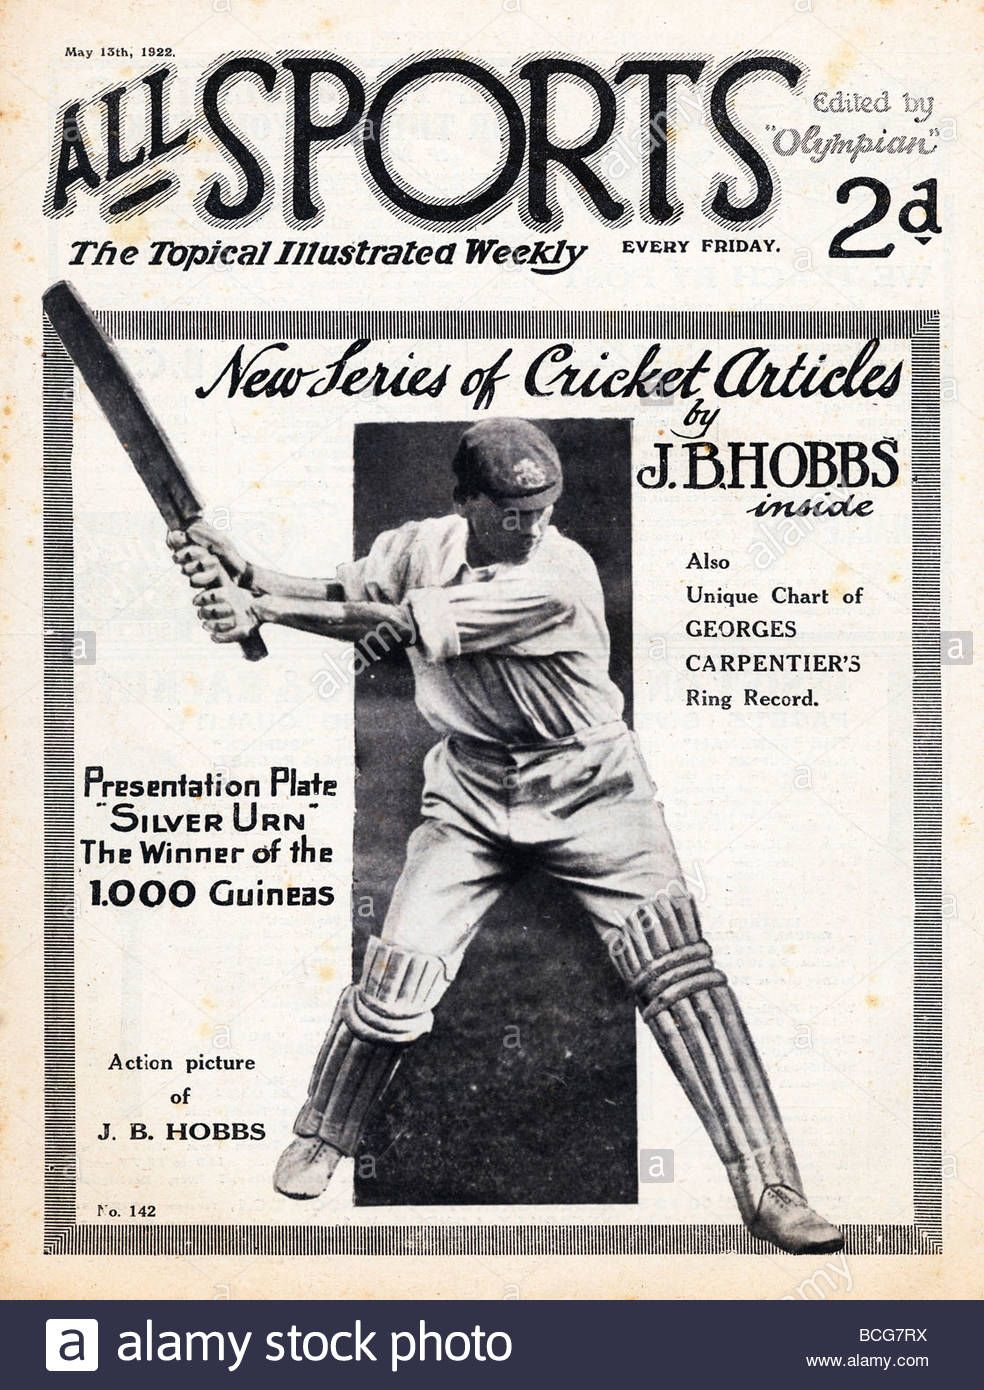 May 13th, 1922.
ALL SPORTS
Edited by
"Olympian"
2d
The Topical Illustrated Weekly
EVERY FRIDAY.
New Series of Cricket Articles
by
J.B.HOBBS
inside
Also
Unique Chart of
GEORGES
CARPENTIER'S
Ring Record.
Presentation Plate
"SILVER URN"
The Winner of the
1.000 Guineas
Action picture
of
J. B. HOBBS
No. 142
alamy
a
alamy stock photo
BCG7RX
www.alamy.com